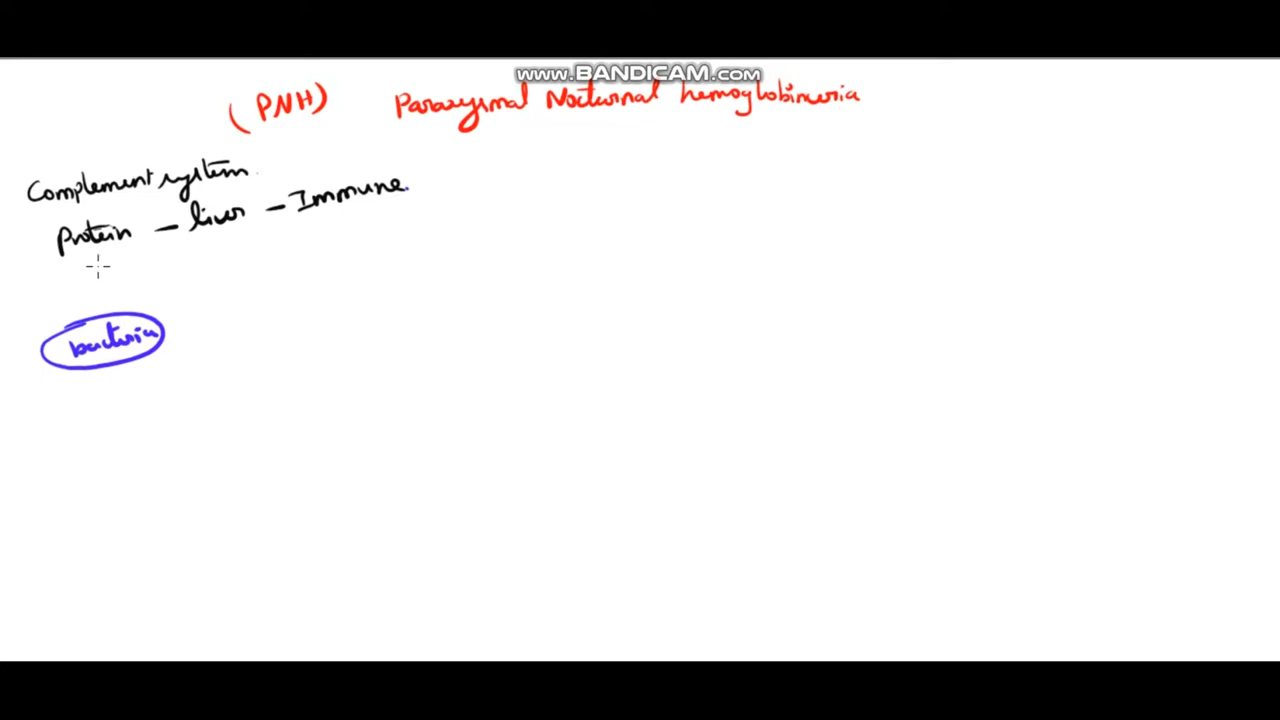 www.BANDICAM.com
(PNH) Paroxysmal Nocturnal hemoglobinuria
Complement system.
Protein - liver - Immune.
bacteria